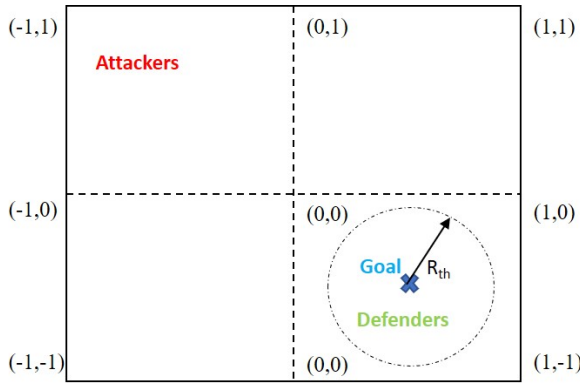 (-1,1)
(0,1)
(1,1)
Attackers
(-1,0)
(0,0)
(1,0)
Goal
R_th
Defenders
(-1,-1)
(0,0)
(1,-1)